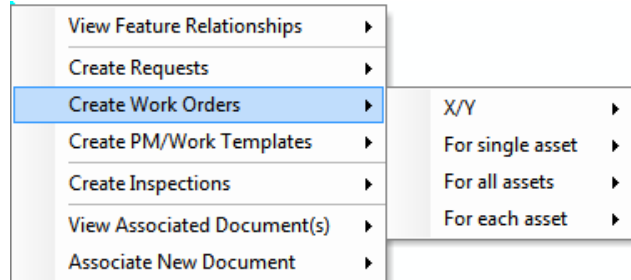 View Feature Relationships
Create Requests
Create Work Orders
Create PM/Work Templates
Create Inspections
View Associated Document(s)
Associate New Document
X/Y
For single asset
For all assets
For each asset